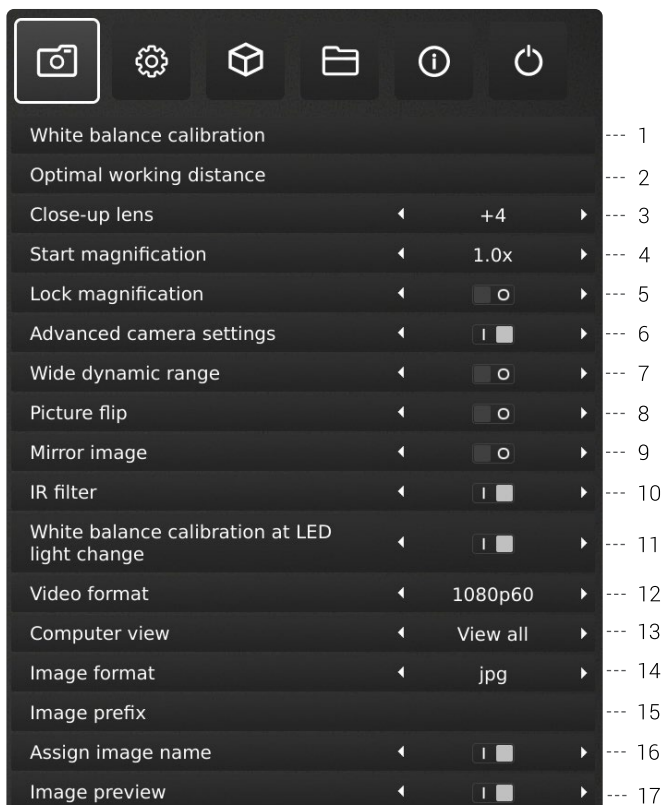 White balance calibration --- 1
Optimal working distance --- 2
Close-up lens +4 --- 3
Start magnification 1.0x --- 4
Lock magnification O --- 5
Advanced camera settings I --- 6
Wide dynamic range O --- 7
Picture flip O --- 8
Mirror image O --- 9
IR filter I --- 10
White balance calibration at LED
light change I --- 11
Video format 1080p60 --- 12
Computer view View all --- 13
Image format jpg --- 14
Image prefix --- 15
Assign image name I --- 16
Image preview I --- 17